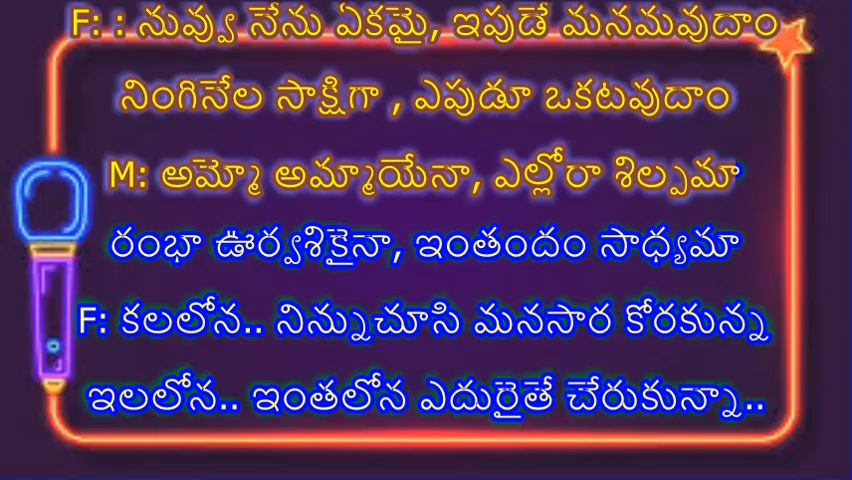 F: : నువ్వు నేను ఏకమై, ఇపుడే మనమవుదాం
నింగినేల సాక్షిగా , ఎపుడూ ఒకటవుదాం
M: అమ్మో అమ్మాయేనా, ఎల్లోరా శిల్పమా
రంభా ఊర్వశికైనా, ఇంతందం సాధ్యమా
F: కలలోన.. నిన్నుచూసి మనసార కోరకున్న
ఇలలోన.. ఇంతలోన ఎదురైతే చేరుకున్నా..